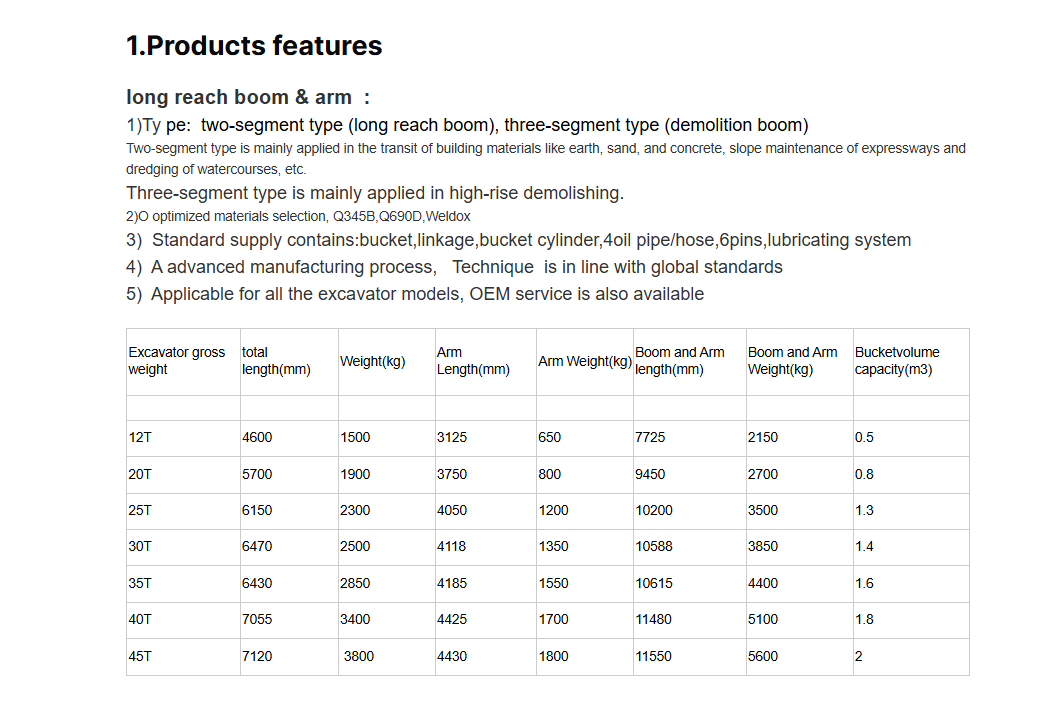 1.Products features
long reach boom & arm ：
1)Ty pe:  two-segment type (long reach boom), three-segment type (demolition boom)
Two-segment type is mainly applied in the transit of building materials like earth, sand, and concrete, slope maintenance of expressways and
dredging of watercourses, etc.
Three-segment type is mainly applied in high-rise demolishing.
2)O optimized materials selection, Q345B,Q690D,Weldox
3)  Standard supply contains:bucket,linkage,bucket cylinder,4oil pipe/hose,6pins,lubricating system
4)  A advanced manufacturing process,   Technique  is in line with global standards
5)  Applicable for all the excavator models, OEM service is also available
Excavator gross weight total length(mm) Weight(kg) Arm Length(mm) Arm Weight(kg) Boom and Arm length(mm) Boom and Arm Weight(kg) Bucketvolume capacity(m3)
12T 4600 1500 3125 650 7725 2150 0.5
20T 5700 1900 3750 800 9450 2700 0.8
25T 6150 2300 4050 1200 10200 3500 1.3
30T 6470 2500 4118 1350 10588 3850 1.4
35T 6430 2850 4185 1550 10615 4400 1.6
40T 7055 3400 4425 1700 11480 5100 1.8
45T 7120 3800 4430 1800 11550 5600 2